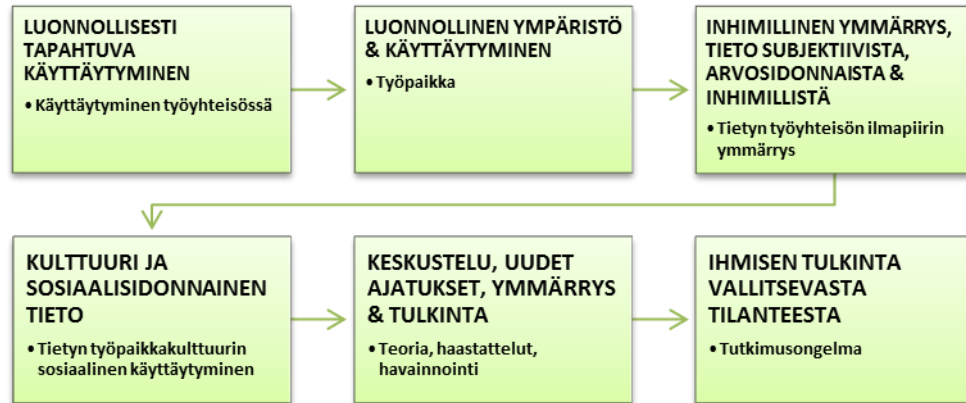 LUONNOLLISESTI
TAPAHTUVA
KÄYTTÄYTYMINEN
• Käyttäytyminen työyhteisössä
LUONNOLLINEN YMPÄRISTÖ
& KÄYTTÄYTYMINEN
• Työpaikka
INHIMILLINEN YMMÄRRYS,
TIETO SUBJEKTIIVISTA,
ARVOSIDONNAISTA &
INHIMILLISTÄ
• Tietyn työyhteisön ilmapiirin
ymmärrys
KULTTUURI JA
SOSIAALISIDONNAINEN
TIETO
• Tietyn työpaikkakulttuurin
sosiaalinen käyttäytyminen
KESKUSTELU, UUDET
AJATUKSET, YMMÄRRYS
& TULKINTA
• Teoria, haastattelut,
havainnointi
IHMISEN TULKINTA
VALLITSEVASTA
TILANTEESTA
• Tutkimusongelma